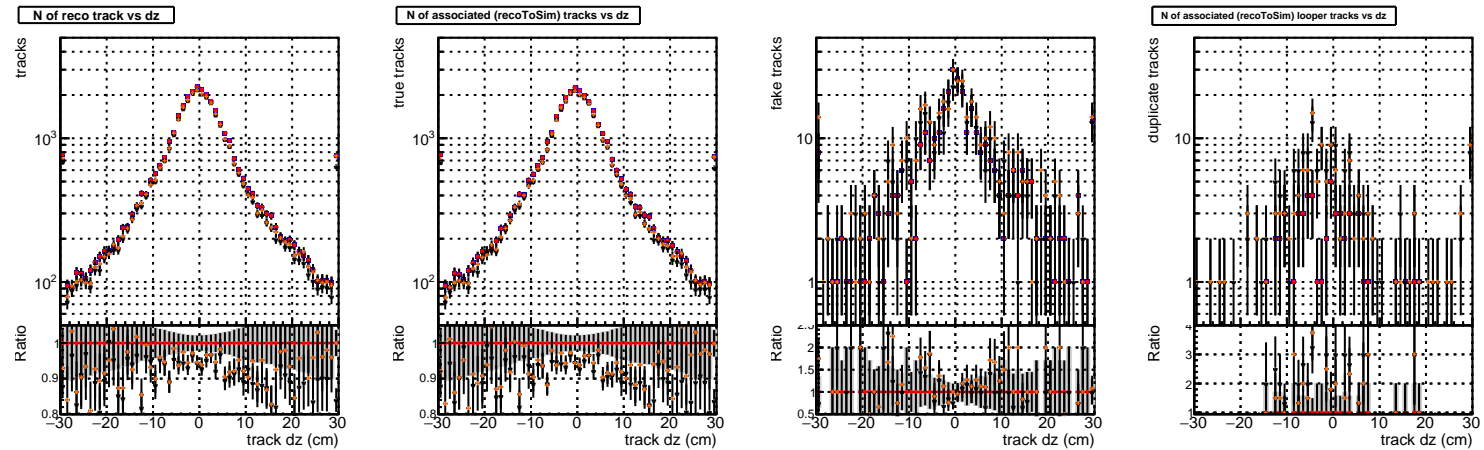 N of reco track vs dz
tracks
10³
10²
Ratio
1
0.9
0.8
−30 −20 −10 0 10 20 30
track dz (cm)
N of associated (recoToSim) tracks vs dz
true tracks
10³
10²
Ratio
1
0.9
0.8
−30 −20 −10 0 10 20 30
track dz (cm)
fake tracks
10
1
Ratio
2.5
2
1.5
1
0.5
−30 −20 −10 0 10 20 30
track dz (cm)
N of associated (recoToSim) looper tracks vs dz
duplicate tracks
10
1
Ratio
4
3
2
1
−30 −20 −10 0 10 20 30
track dz (cm)